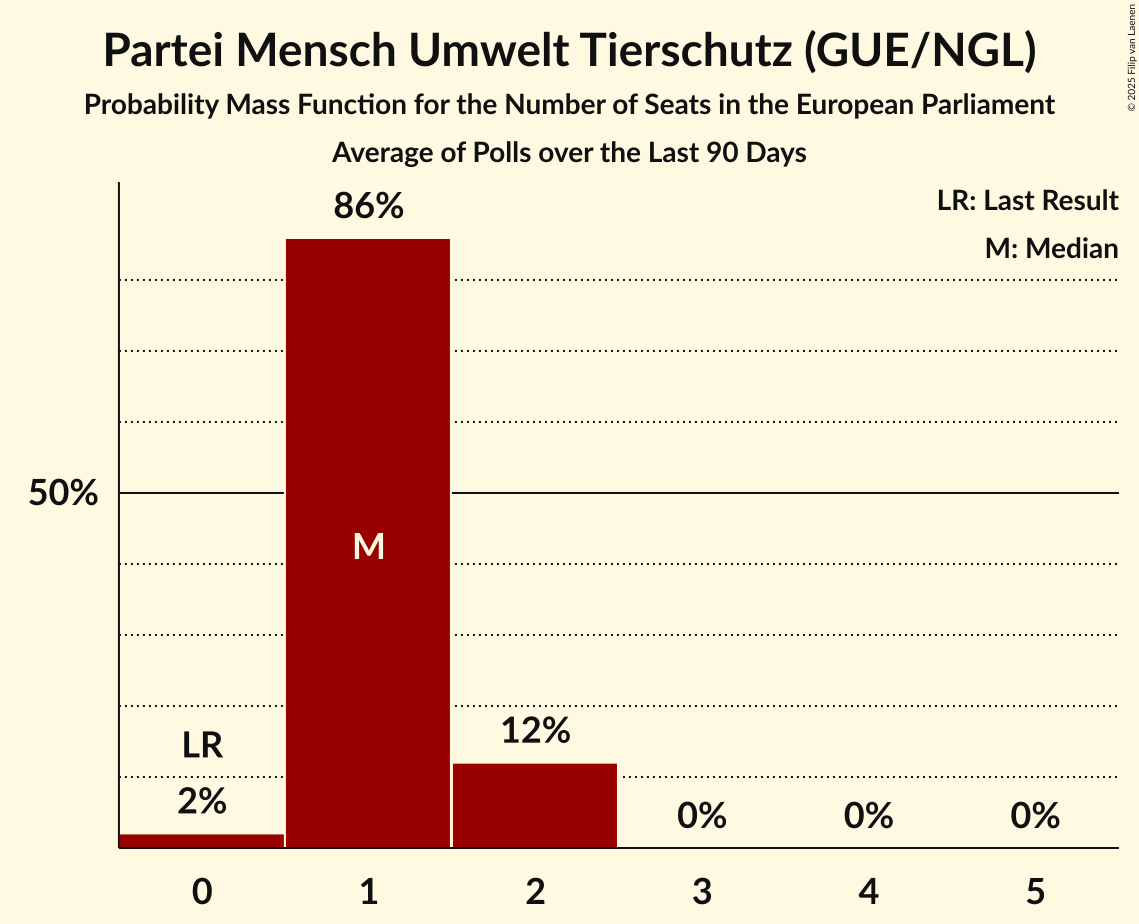 Partei Mensch Umwelt Tierschutz (GUE/NGL)
Probability Mass Function for the Number of Seats in the European Parliament
Average of Polls over the Last 90 Days
© 2025 Filip van Laenen
LR: Last Result
M: Median
86%
50%
M
LR
2%
12%
0%
0%
0%
0
1
2
3
4
5